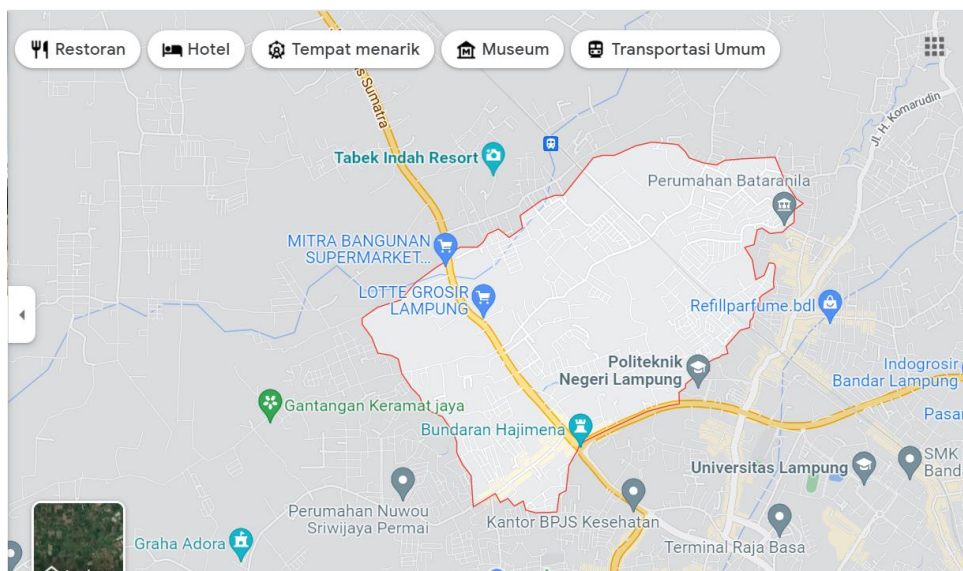 Restoran
Hotel
Tempat menarik
Museum
Transportasi Umum
Sumatra
Jl. H. Komarudin
Tabek Indah Resort
Perumahan Bataranila
MITRA BANGUNAN
SUPERMARKET...
LOTTE GROSIR
LAMPUNG
Refillparfume.bdl
Politeknik
Negeri Lampung
Indogrosir
Bandar Lampung
Gantangan Keramat jaya
Pasar
Bundaran Hajimena
Universitas Lampung
SMK
Band
Perumahan Nuwou
Sriwijaya Permai
Kantor BPJS Kesehatan
Graha Adora
Terminal Raja Basa